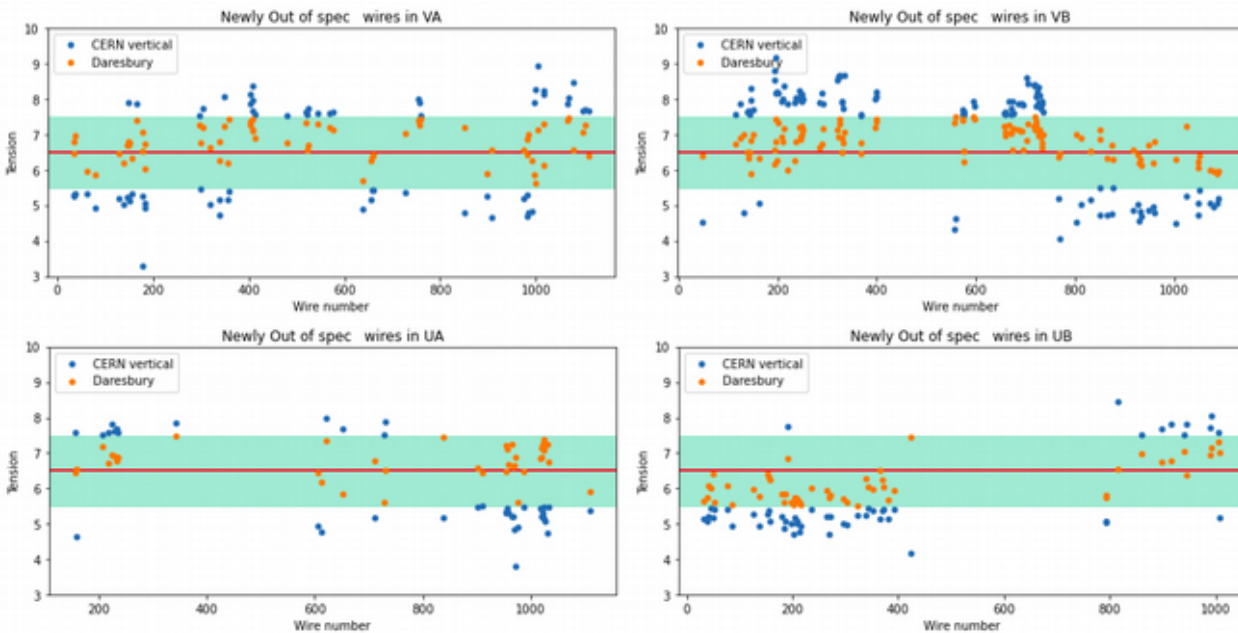 Newly Out of spec wires in VA
10
9
8
7
6
5
4
3
Tension
CERN vertical
Daresbury
0 200 400 600 800 1000
Wire number
Newly Out of spec wires in VB
10
9
8
7
6
5
4
3
Tension
CERN vertical
Daresbury
0 200 400 600 800 1000
Wire number
Newly Out of spec wires in UA
10
9
8
7
6
5
4
3
Tension
CERN vertical
Daresbury
200 400 600 800 1000
Wire number
Newly Out of spec wires in UB
10
9
8
7
6
5
4
3
Tension
CERN vertical
Daresbury
0 200 400 600 800 1000
Wire number